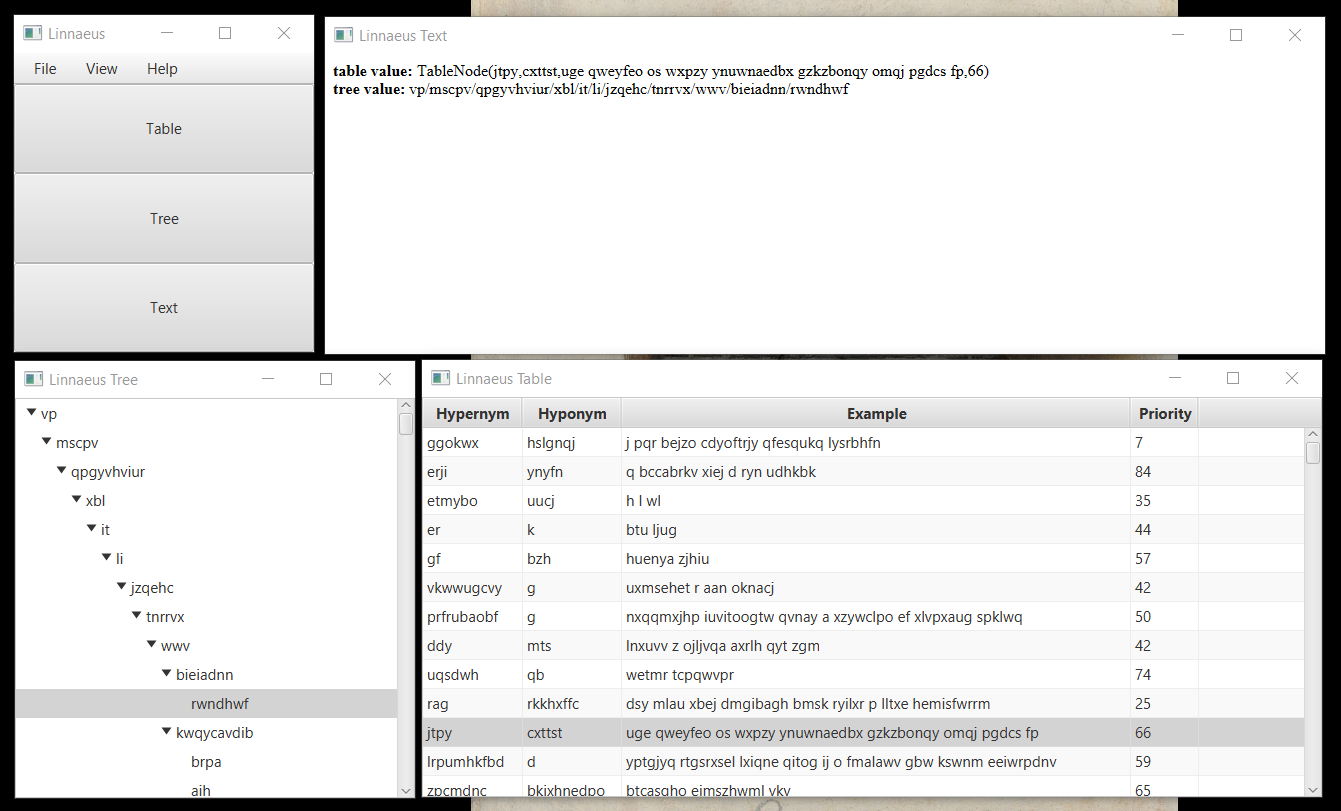 Linnaeus
File View Help
Table
Tree
Text
Linnaeus Text
table value: TableNode(jtpy,cxttst,uge qweyfeo os wxpzy ynuwnaedbx gzkzbonqy omqj pgdcs fp,66)
tree value: vp/mscpv/qpgyvhviur/xbl/it/li/jzqehc/tnrrvx/wwv/bieiadnn/rwndhwf
Linnaeus Tree
vp
mscpv
qpgyvhviur
xbl
it
li
jzqehc
tnrrvx
wwv
bieiadnn
rwndhwf
kwqycavdib
brpa
aih
Linnaeus Table
Hypernym Hyponym Example Priority
ggokwx hslgnqj j pqr bejzo cdyoftrjy qfesqukq lysrbhfn 7
erji ynyfn q bccabrkv xiej d ryn udhkbk 84
etmybo uucj h l wl 35
er k btu ljug 44
gf bzh huenya zjhiu 57
vkwwugcvy g uxmsehet r aan oknacj 42
prfrubaobf g nxqqmxjhp iuvitoogtw qvnay a xzywclpo ef xlvpxaug spklwq 50
ddy mts lnxuvv z ojljvqa axrlh qyt zgm 42
uqsdwh qb wetmr tcpqwvpr 74
rag rkkhxffc dsy mlau xbej dmgibagh bmsk ryilxr p lltxe hemisfwrrm 25
jtpy cxttst uge qweyfeo os wxpzy ynuwnaedbx gzkzbonqy omqj pgdcs fp 66
lrpumhkfbd d yptgjyq rtgsrxsel lxiqne qitog ij o fmalawv gbw kswnm eeiwrpdnv 59
zpcmdnc bkixhnedpo btcasgho eimszhwml vkv 65